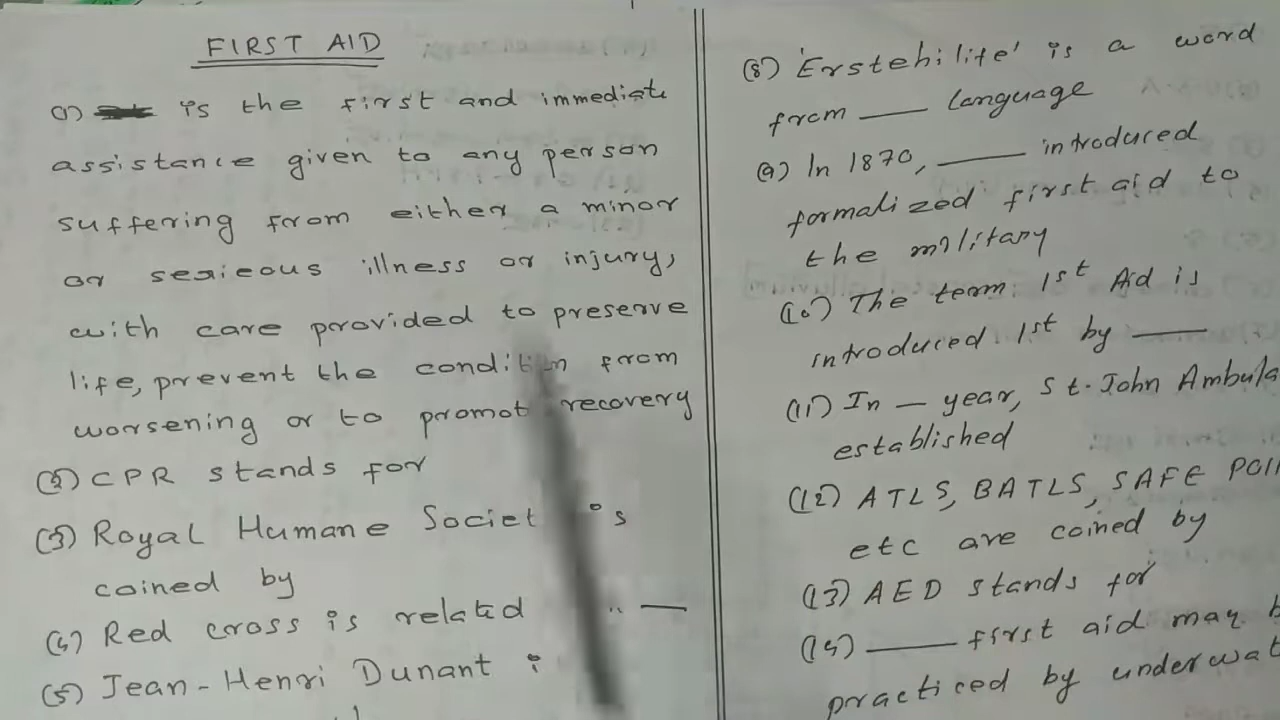 FIRST AID
(1) is the first and immediate
assistance given to any person
suffering from either a minor
or serieous illness or injury,
with care provided to preserve
life, prevent the condition from
worsening or to promot recovery
(2) CPR stands for
(3) Royal Humane Societ is
coined by
(4) Red cross is related —
(5) Jean-Henri Dunant
(8) 'Erstehilife' is a word
from — language
(9) In 1870, — introduced
formalized first aid to
the military
(10) The term 1st Aid is
introduced 1st by —
(11) In — year, St. John Ambula
established
(12) ATLS, BATLS, SAFE POI
etc are coined by
(13) AED stands for
(14) — first aid may b
practiced by underwat